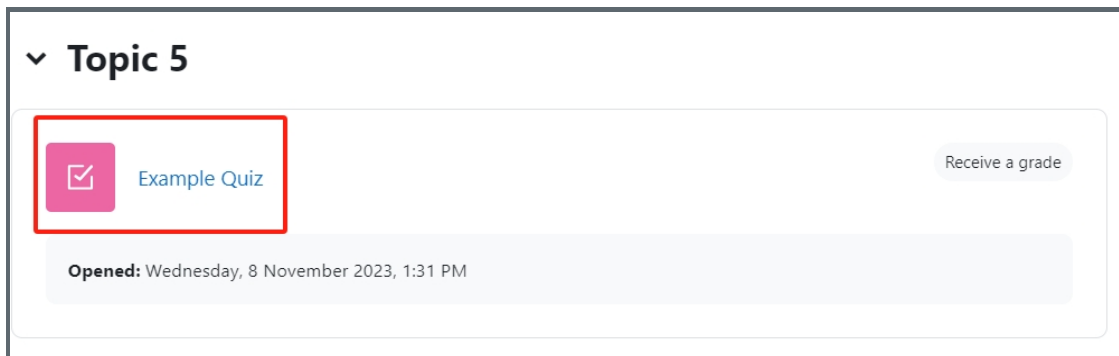 Topic 5
Example Quiz
Receive a grade
Opened: Wednesday, 8 November 2023, 1:31 PM